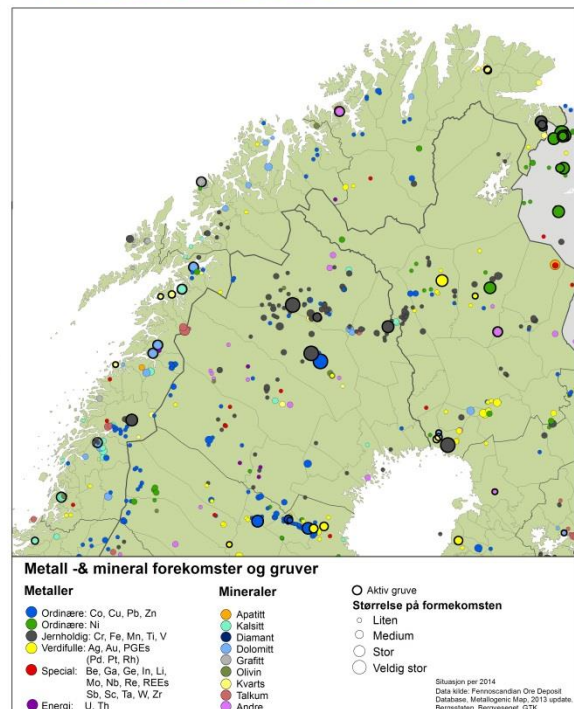 Metall -& mineral forekomster og gruver
Metaller
Ordinære: Co, Cu, Pb, Zn
Ordinære: Ni
Jernholdig: Cr, Fe, Mn, Ti, V
Verdifulle: Ag, Au, PGEs
(Pd, Pt, Rh)
Special: Be, Ga, Ge, In, Li,
Mo, Nb, Re, REEs
Sb, Sc, Ta, W, Zr
Energi: U, Th
Mineraler
Apatitt
Kalsitt
Diamant
Dolomitt
Grafitt
Olivin
Kvarts
Talkum
Andre
Aktiv gruve
Størrelse på formekomsten
Liten
Medium
Stor
Veldig stor
Situasjon per 2014
Data kilde: Fennoscandian Ore Deposit
Database, Metallogenic Map, 2013 update,
Bergsstaten, Bergvesenet, GTK